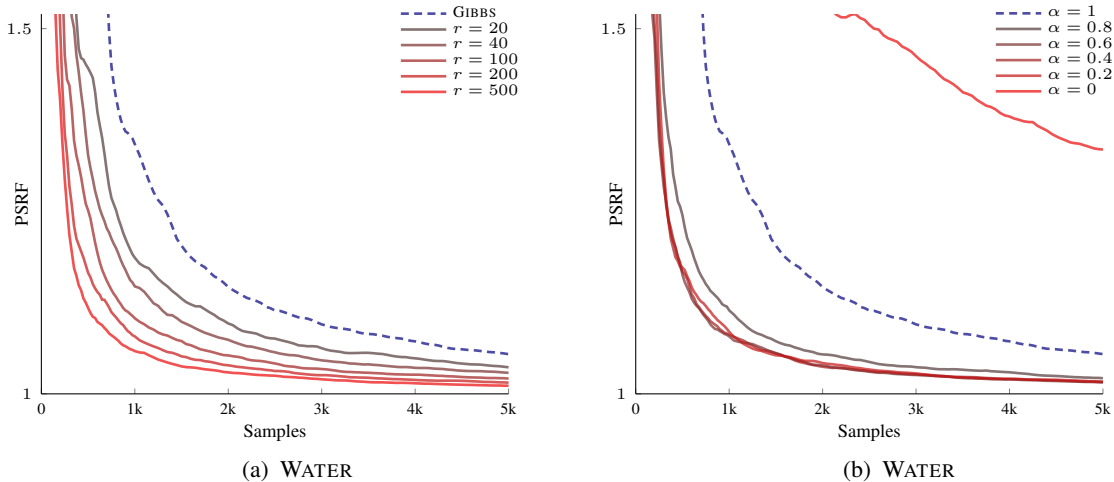 1.5
PSRF
1
0
1k
2k
3k
4k
5k
Samples
GIBBS
r = 20
r = 40
r = 100
r = 200
r = 500
(a) WATER
1.5
PSRF
1
0
1k
2k
3k
4k
5k
Samples
α = 1
α = 0.8
α = 0.6
α = 0.4
α = 0.2
α = 0
(b) WATER